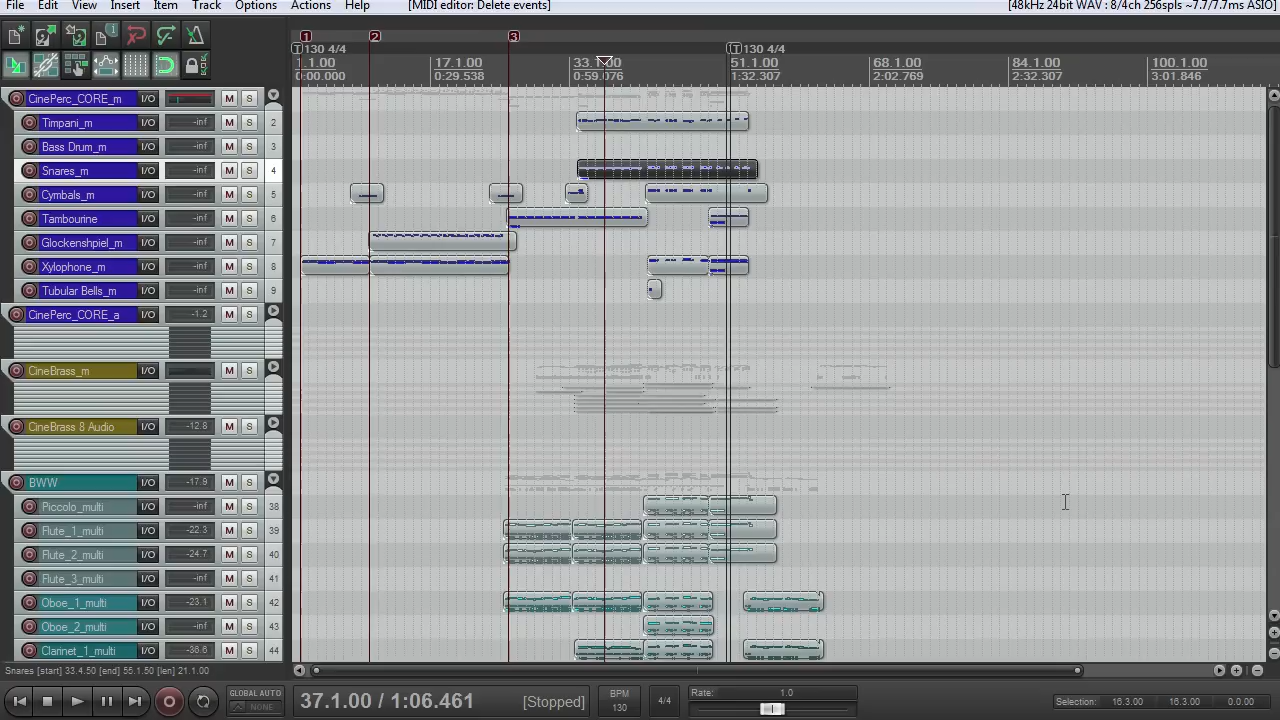 File Edit View Insert Item Track Options Actions Help [MIDI editor: Delete events] [48kHz 24bit WAV : 8/4ch 256spls ~7.7/7.7ms ASIO]
1 2 3
130 4/4 130 4/4
1.1.00 17.1.00 33.1.00 51.1.00 68.1.00 84.1.00 100.1.00
0:00.000 0:29.538 0:59.076 1:32.307 2:02.769 2:32.307 3:01.846
CinePerc_CORE_m I/O M S
Timpani_m I/O -inf M S 2
Bass Drum_m I/O -inf M S 3
Snares_m I/O -inf M S 4
Cymbals_m I/O -inf M S 5
Tambourine I/O -inf M S 6
Glockenshpiel_m I/O -inf M S 7
Xylophone_m I/O -inf M S 8
Tubular Bells_m I/O -inf M S 9
CinePerc_CORE_a I/O -1.2 M S
CineBrass_m I/O M S
CineBrass 8 Audio I/O -12.8 M S
BWW I/O -17.9 M S
Piccolo_multi I/O -inf M S 38
Flute_1_multi I/O -22.3 M S 39
Flute_2_multi I/O -24.7 M S 40
Flute_3_multi I/O -inf M S 41
Oboe_1_multi I/O -23.1 M S 42
Oboe_2_multi I/O -inf M S 43
Clarinet_1_multi I/O -36.6 M S 44
Snares [start] 33.4.50 [end] 55.1.50 [len] 21.1.00
GLOBAL AUTO
NONE
37.1.00 / 1:06.461 [Stopped]
BPM
130
4/4
Rate: 1.0
Selection: 16.3.00 16.3.00 0.0.00